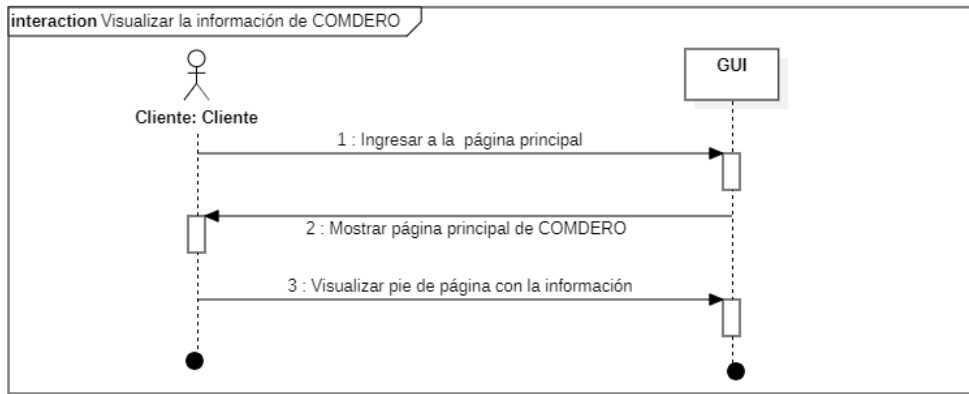 interaction Visualizar la información de COMDERO
GUI
Cliente: Cliente
1 : Ingresar a la página principal
2 : Mostrar página principal de COMDERO
3 : Visualizar pie de página con la información